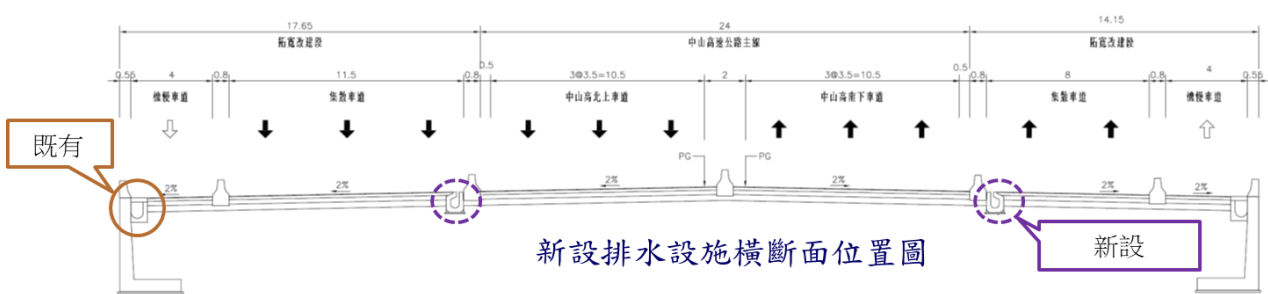 17.65 24 14.15
拓寬改建段 中山高速公路主線 拓寬改建段
0.55 4 0.8 11.5 0.8 0.5 3@3.5=10.5 2 3@3.5=10.5 0.5 0.8 8 0.8 4 0.55
機慢車道 集散車道 中山高北上車道 中山高南下車道 集散車道 機慢車道
既有
PG PG
2% 2% 2% 2% 2% 2%
新設排水設施橫斷面位置圖
新設